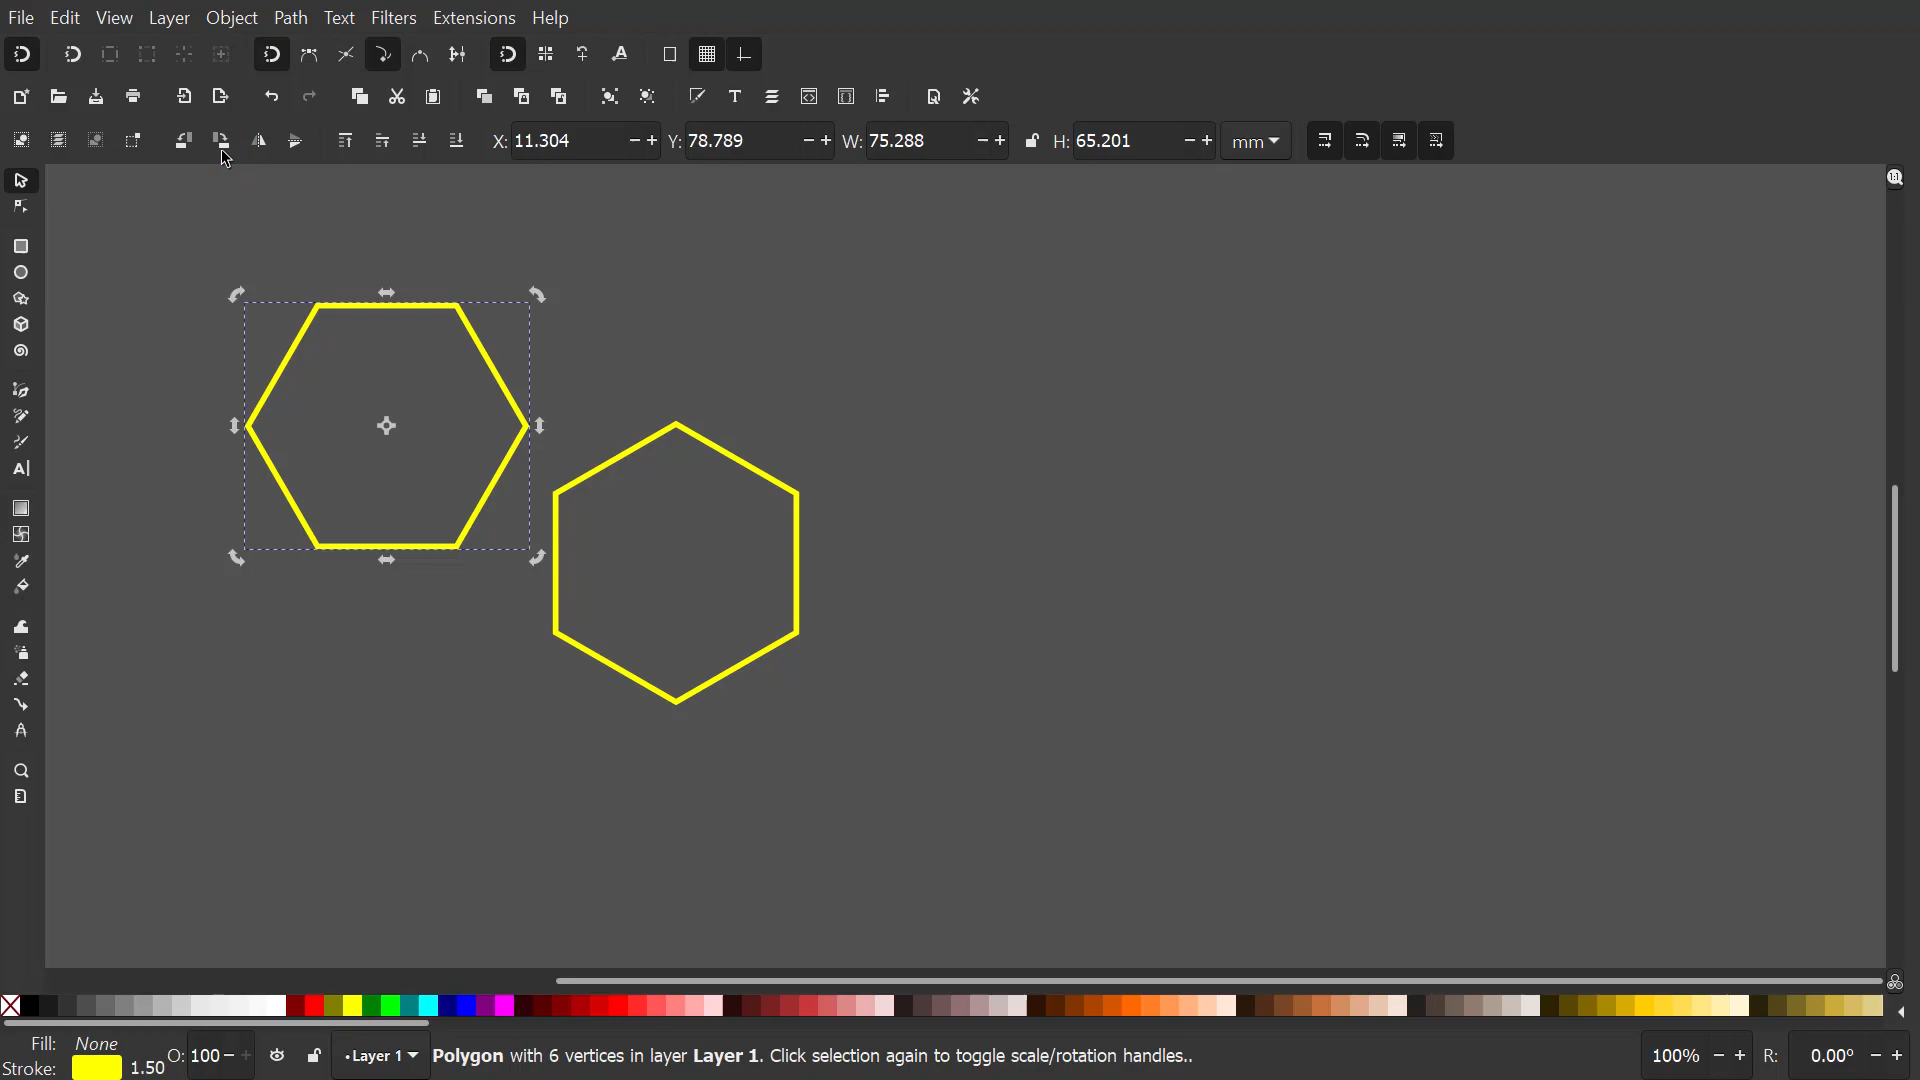 File Edit View Layer Object Path Text Filters Extensions Help
X: 11.304 Y: 78.789 W: 75.288 H: 65.201 mm
Fill: None
Stroke: 1.50 O: 100 Layer 1 Polygon with 6 vertices in layer Layer 1. Click selection again to toggle scale/rotation handles.. 100% R: 0.00°